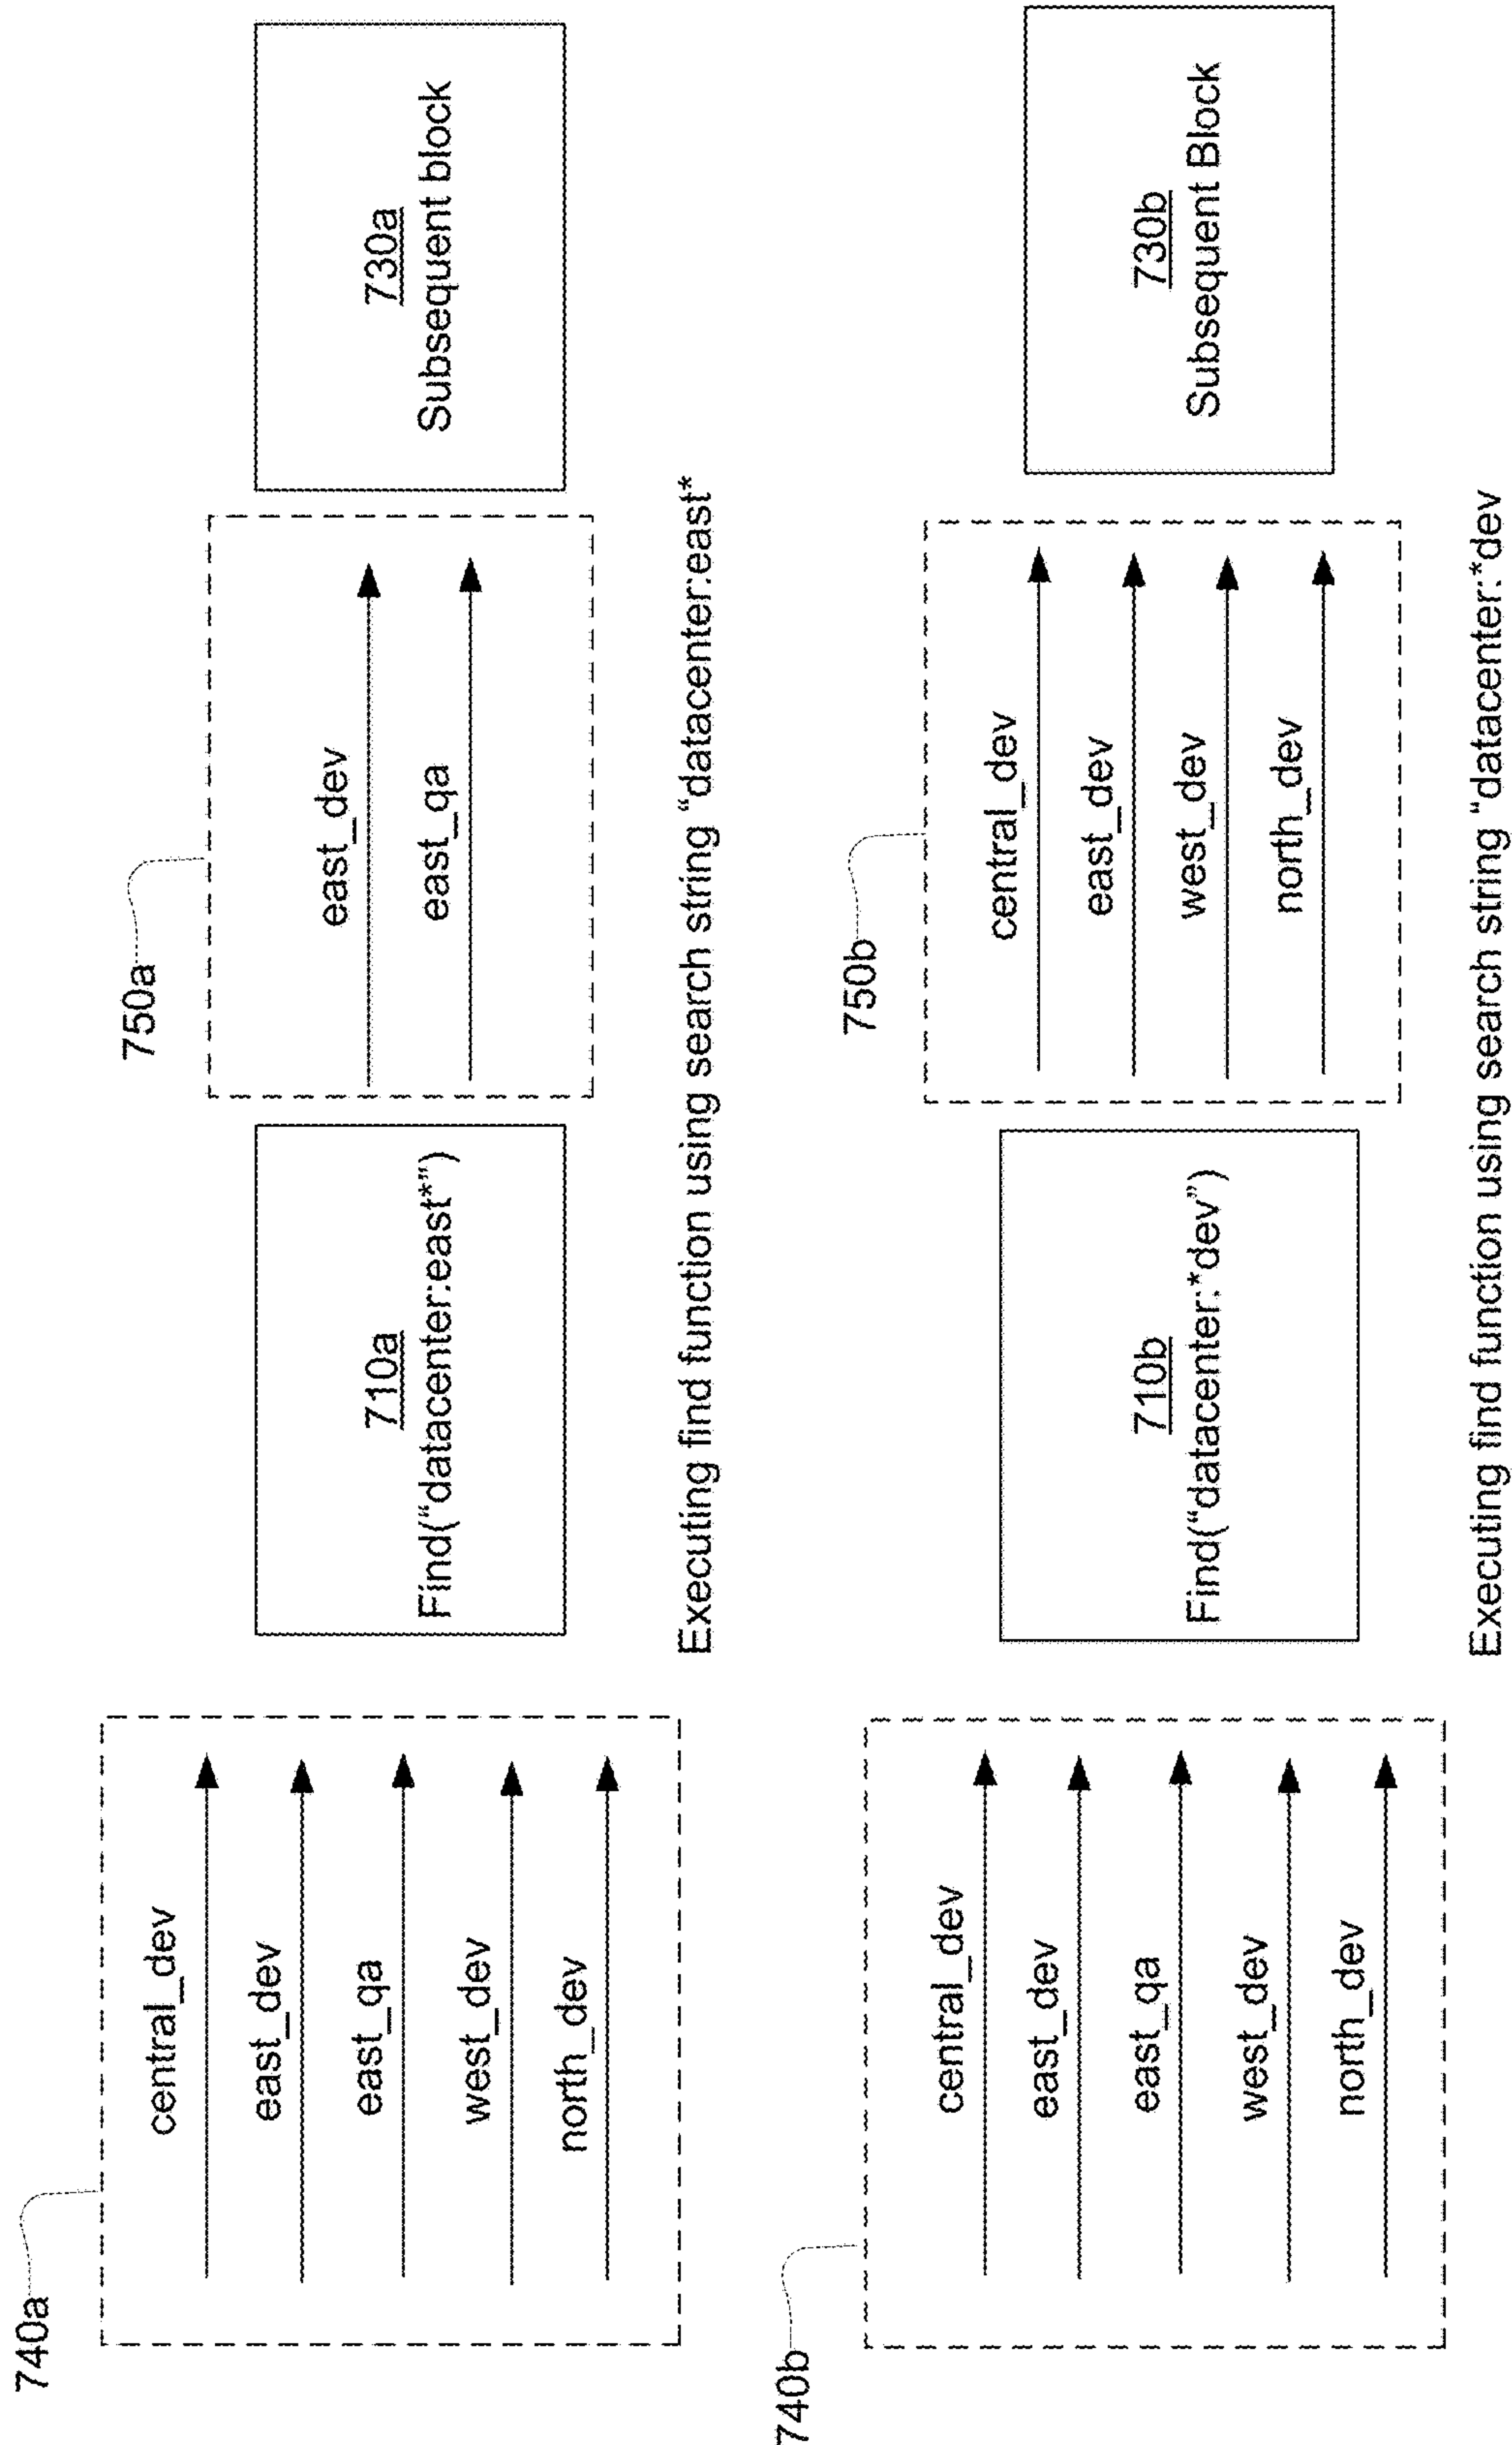 740a
central_dev
east_dev
east_qa
west_dev
north_dev
710a
Find(“datacenter:east*”)
750a
east_dev
east_qa
730a
Subsequent block
Executing find function using search string “datacenter:east*
740b
central_dev
east_dev
east_qa
west_dev
north_dev
710b
Find(“datacenter:*dev”)
750b
central_dev
east_dev
west_dev
north_dev
730b
Subsequent Block
Executing find function using search string “datacenter:*dev